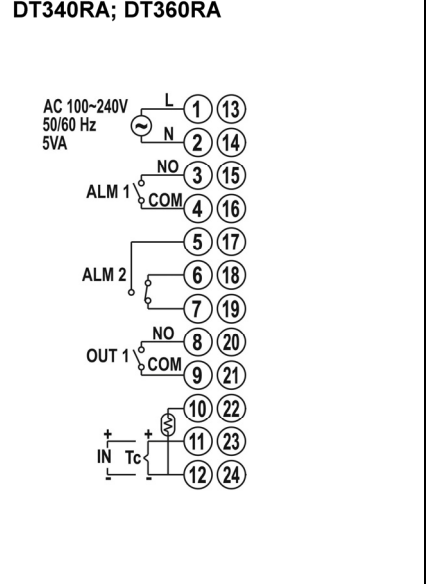 DT340RA; DT360RA
AC 100~240V
50/60 Hz
5VA
L 1 13
N 2 14
NO 3 15
ALM 1
COM 4 16
5 17
ALM 2 6 18
7 19
NO 8 20
OUT 1
COM 9 21
10 22
+ + 11 23
IN Tc
- - 12 24